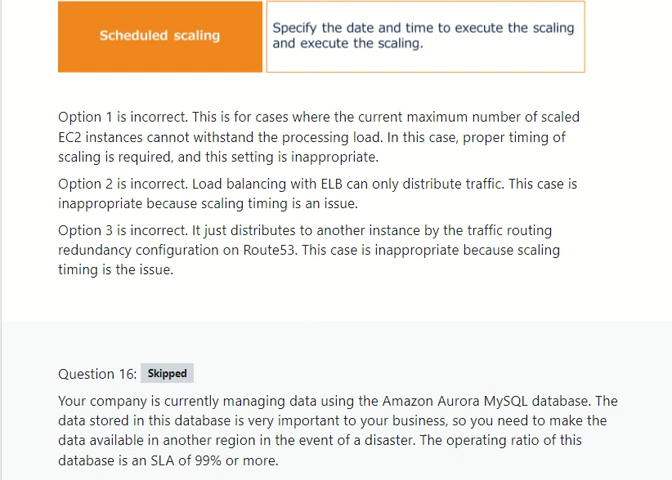 Scheduled scaling
Specify the date and time to execute the scaling
and execute the scaling.
Option 1 is incorrect. This is for cases where the current maximum number of scaled
EC2 instances cannot withstand the processing load. In this case, proper timing of
scaling is required, and this setting is inappropriate.
Option 2 is incorrect. Load balancing with ELB can only distribute traffic. This case is
inappropriate because scaling timing is an issue.
Option 3 is incorrect. It just distributes to another instance by the traffic routing
redundancy configuration on Route53. This case is inappropriate because scaling
timing is the issue.
Question 16: Skipped
Your company is currently managing data using the Amazon Aurora MySQL database. The
data stored in this database is very important to your business, so you need to make the
data available in another region in the event of a disaster. The operating ratio of this
database is an SLA of 99% or more.